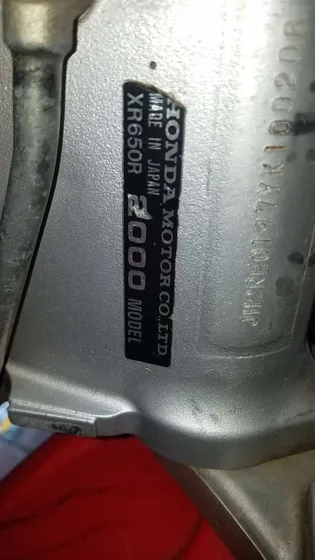 HONDA MOTOR CO., LTD.
MADE IN JAPAN
XR650R 2000 MODEL